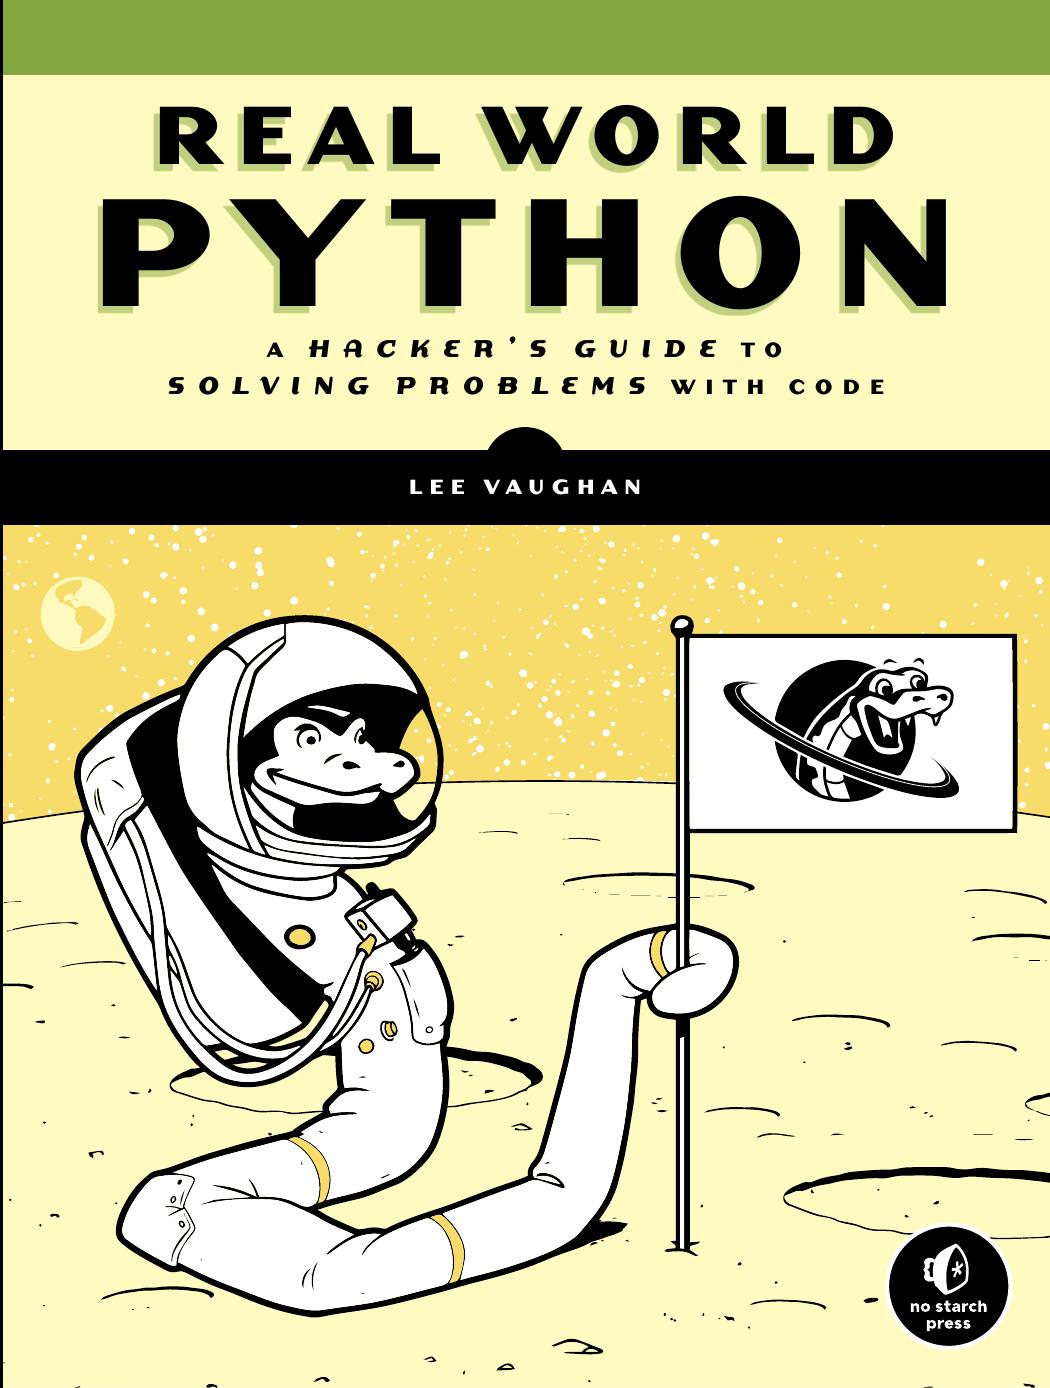 REAL WORLD
PYTHON
A HACKER'S GUIDE TO
SOLVING PROBLEMS WITH CODE
LEE VAUGHAN
no starch
press